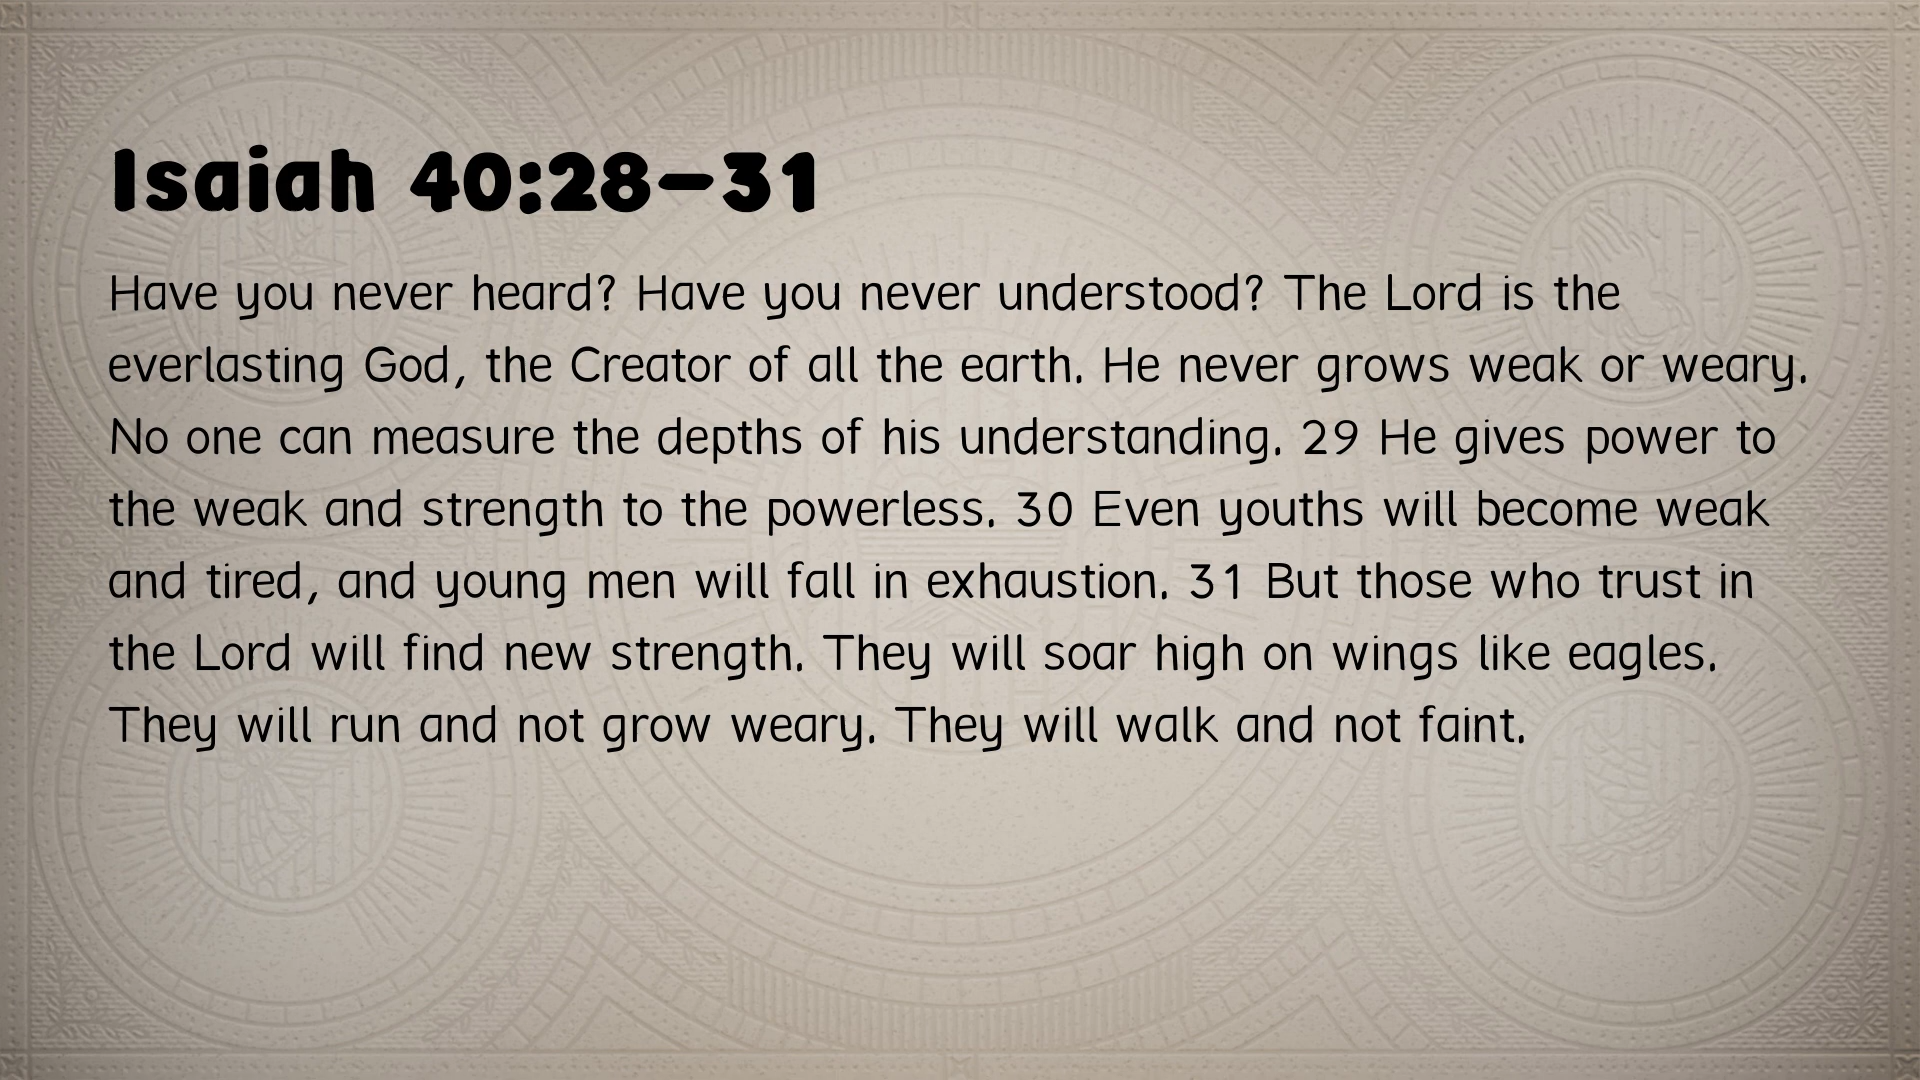 Isaiah 40:28–31
Have you never heard? Have you never understood? The Lord is the
everlasting God, the Creator of all the earth. He never grows weak or weary.
No one can measure the depths of his understanding. 29 He gives power to
the weak and strength to the powerless. 30 Even youths will become weak
and tired, and young men will fall in exhaustion. 31 But those who trust in
the Lord will find new strength. They will soar high on wings like eagles.
They will run and not grow weary. They will walk and not faint.